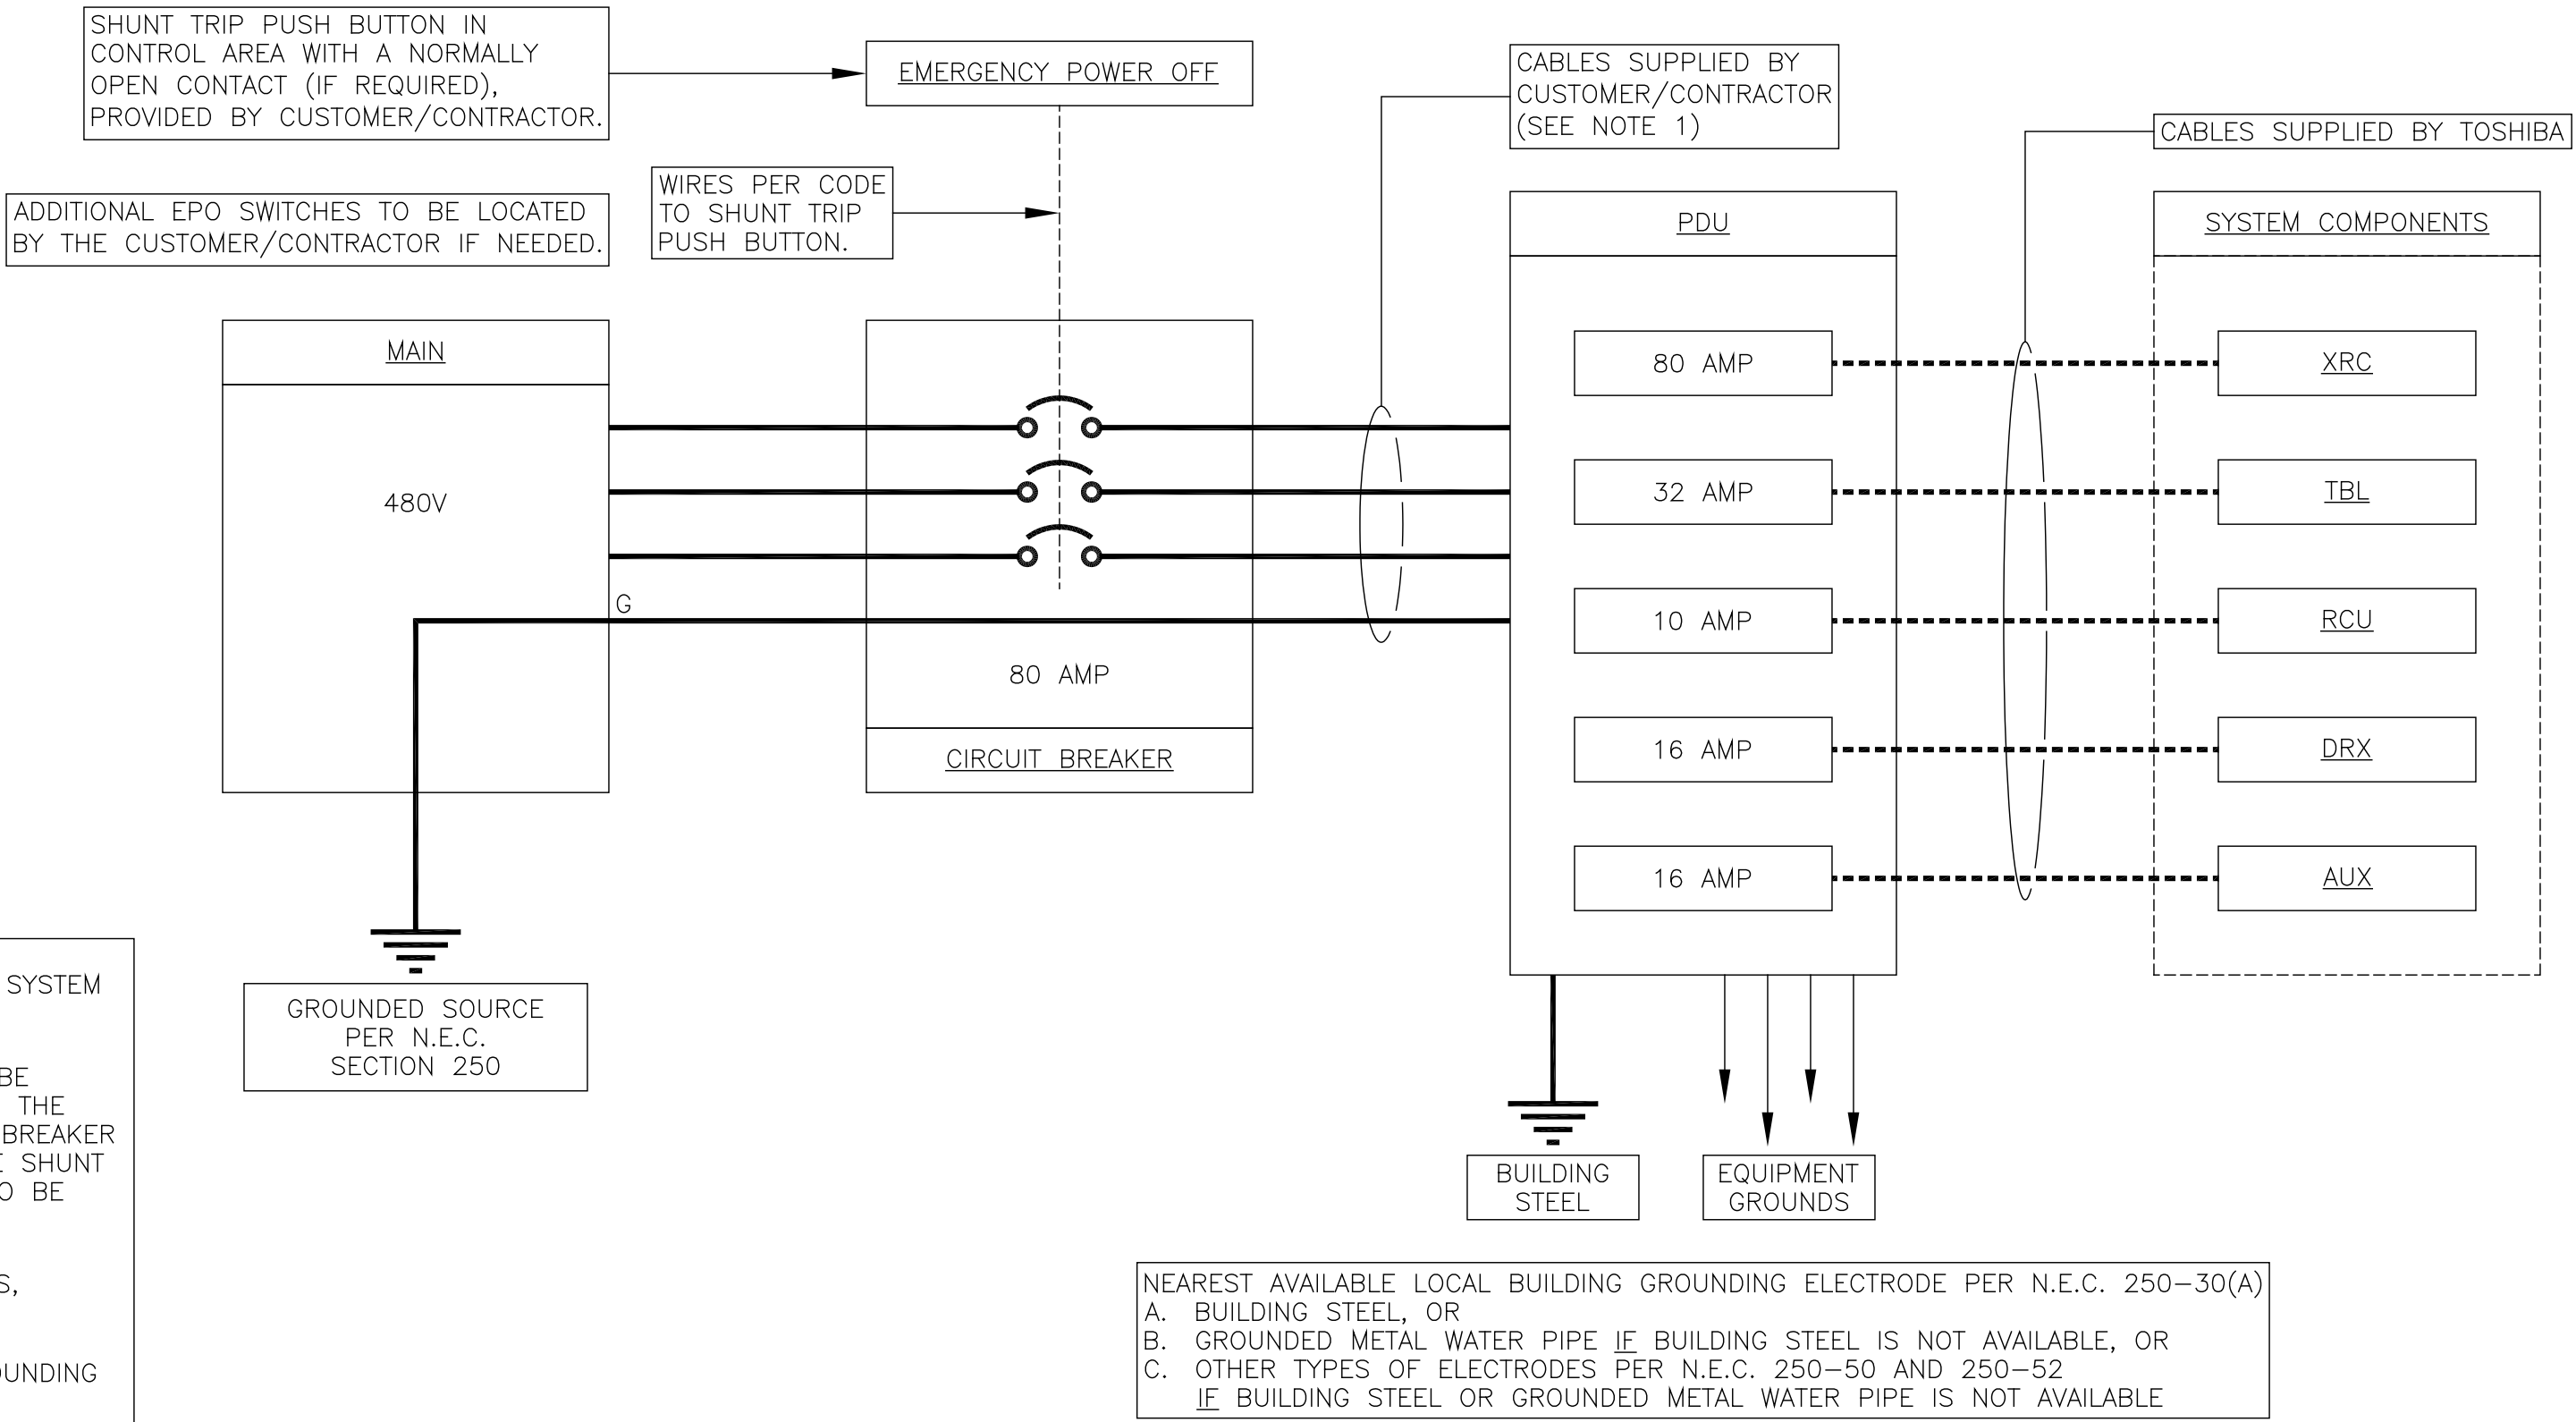 SHUNT TRIP PUSH BUTTON IN
CONTROL AREA WITH A NORMALLY
OPEN CONTACT (IF REQUIRED),
PROVIDED BY CUSTOMER/CONTRACTOR.
EMERGENCY POWER OFF
CABLES SUPPLIED BY
CUSTOMER/CONTRACTOR
(SEE NOTE 1)
CABLES SUPPLIED BY TOSHIBA
ADDITIONAL EPO SWITCHES TO BE LOCATED
BY THE CUSTOMER/CONTRACTOR IF NEEDED.
WIRES PER CODE
TO SHUNT TRIP
PUSH BUTTON.
MAIN
480V
G
80 AMP
CIRCUIT BREAKER
PDU
80 AMP
32 AMP
10 AMP
16 AMP
16 AMP
SYSTEM COMPONENTS
XRC
TBL
RCU
DRX
AUX
GROUNDED SOURCE
PER N.E.C.
SECTION 250
SYSTEM
BE
THE
BREAKER
SHUNT
BE
BUILDING
STEEL
EQUIPMENT
GROUNDS
NEAREST AVAILABLE LOCAL BUILDING GROUNDING ELECTRODE PER N.E.C. 250-30(A)
A. BUILDING STEEL, OR
B. GROUNDED METAL WATER PIPE IF BUILDING STEEL IS NOT AVAILABLE, OR
C. OTHER TYPES OF ELECTRODES PER N.E.C. 250-50 AND 250-52
IF BUILDING STEEL OR GROUNDED METAL WATER PIPE IS NOT AVAILABLE